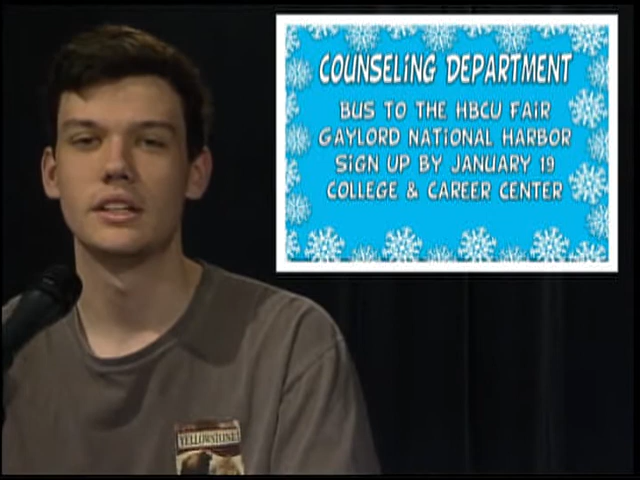 COUNSELING DEPARTMENT
BUS TO THE HBCU FAIR
GAYLORD NATIONAL HARBOR
SIGN UP BY JANUARY 19
COLLEGE & CAREER CENTER
YELLOWSTONE